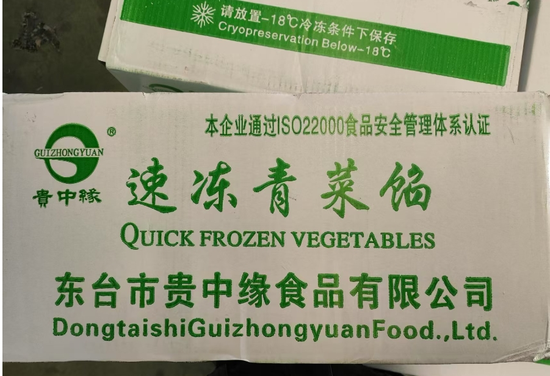 请放置-18℃冷冻条件下保存
Cryopreservation Below-18℃
本企业通过ISO22000食品安全管理体系认证
GUIZHONGYUAN
®
貴中緣
速冻青菜馅
QUICK FROZEN VEGETABLES
东台市贵中缘食品有限公司
DongtaishiGuizhongyuanFood.,Ltd.